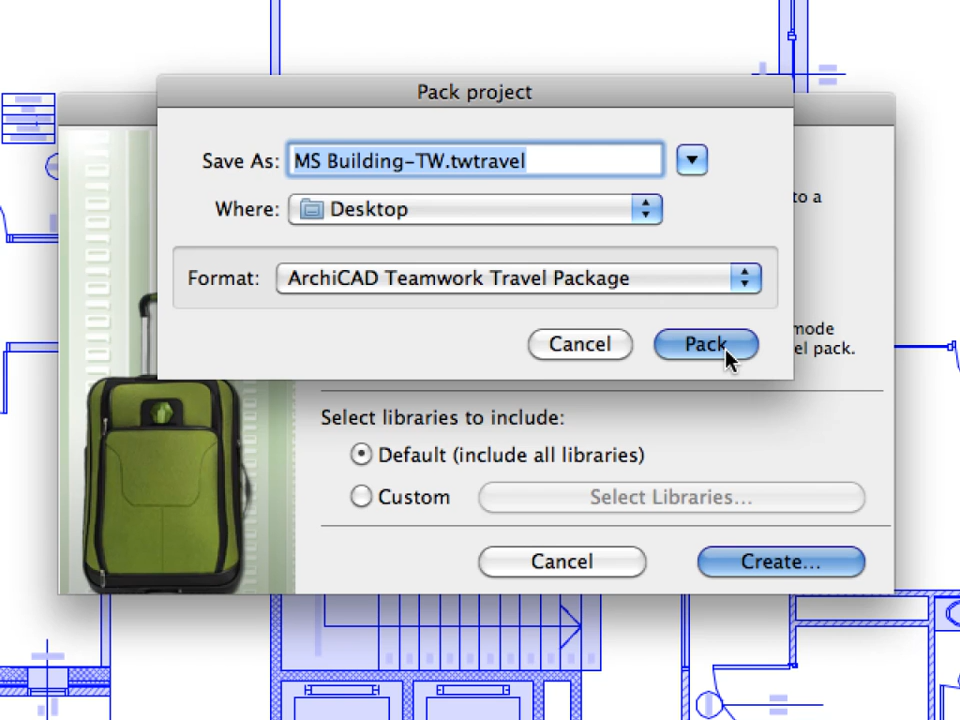 Pack project
Save As: MS Building-TW.twtravel
Where: Desktop
to a
Format: ArchiCAD Teamwork Travel Package
mode
Cancel Pack
el pack.
Select libraries to include:
Default (include all libraries)
Custom Select Libraries...
Cancel Create...